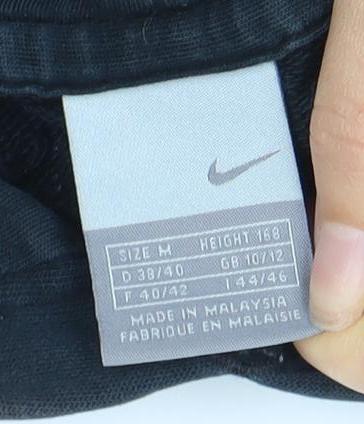 SIZE M HEIGHT 168
D 38/40 GB 10/12
F 40/42 I 44/46
MADE IN MALAYSIA
FABRIQUE EN MALAISIE